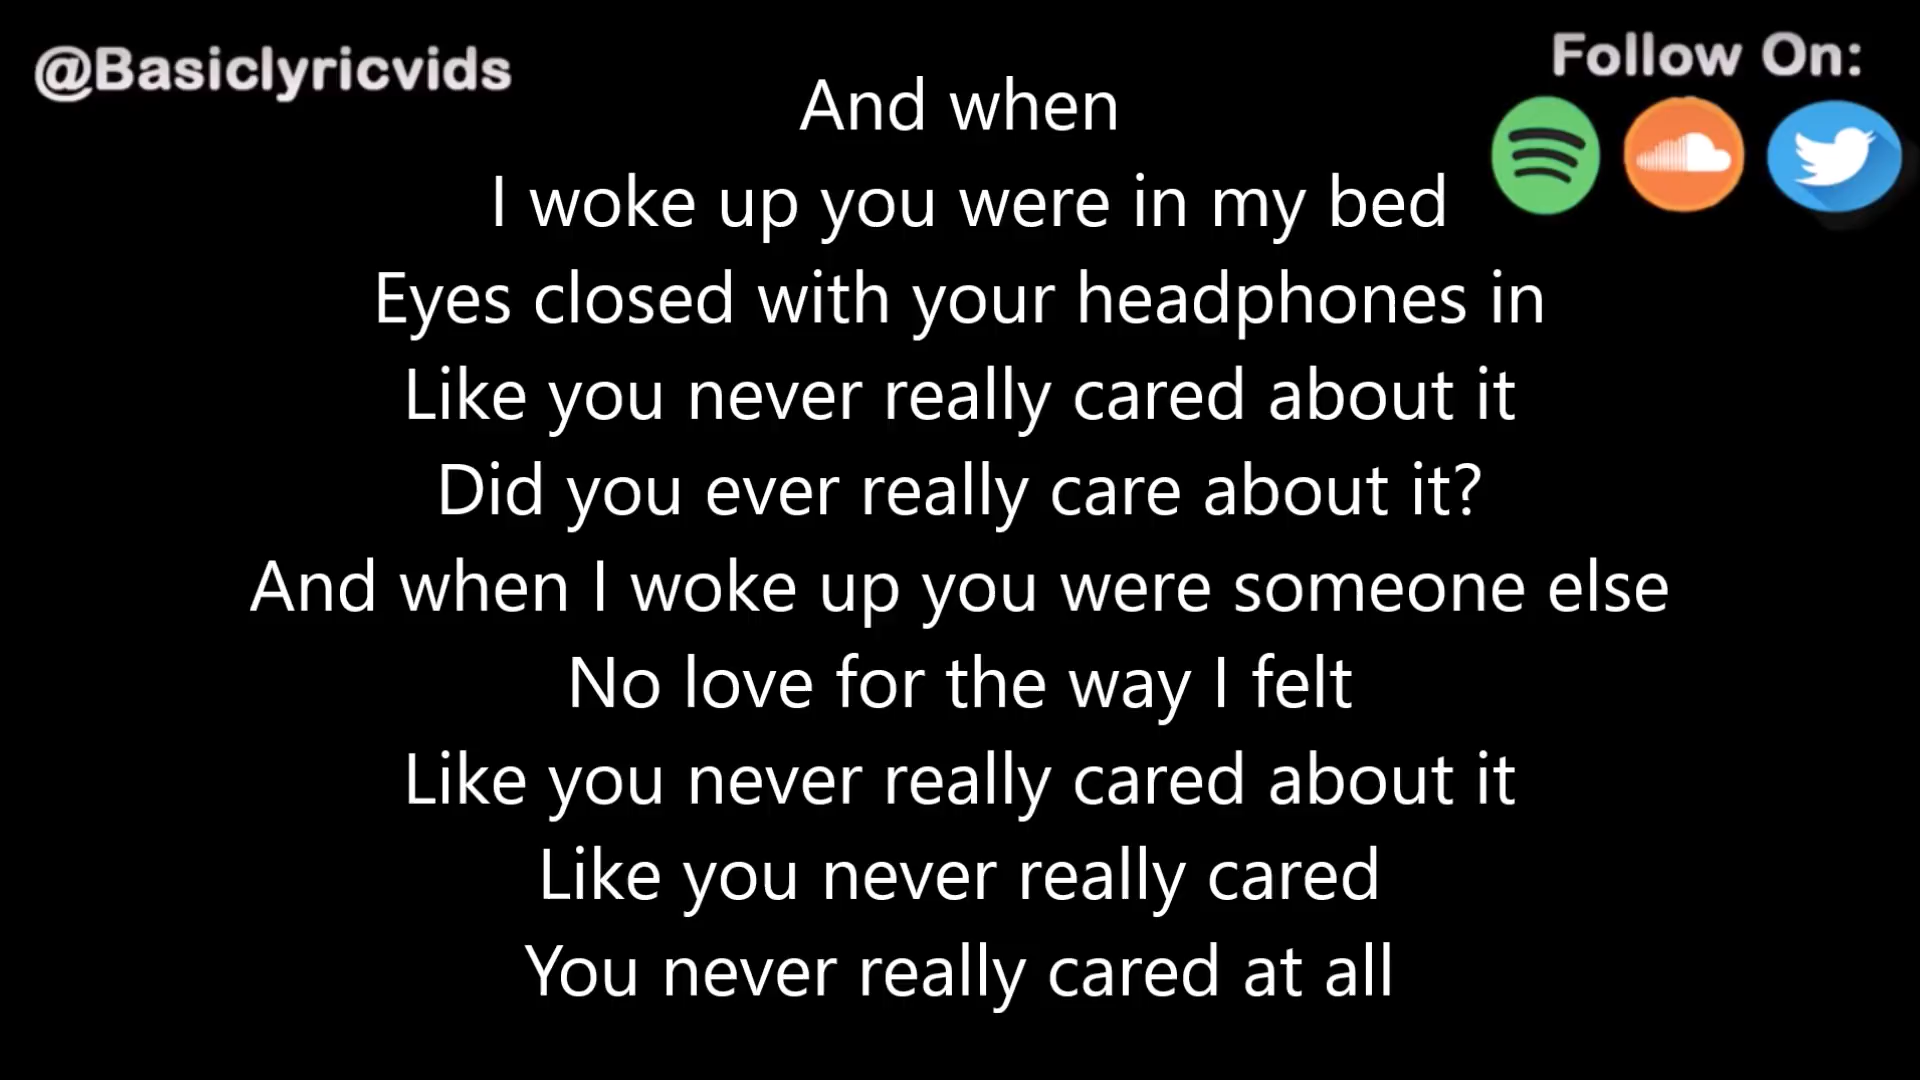 @Basiclyricvids
Follow On:
And when
I woke up you were in my bed
Eyes closed with your headphones in
Like you never really cared about it
Did you ever really care about it?
And when I woke up you were someone else
No love for the way I felt
Like you never really cared about it
Like you never really cared
You never really cared at all